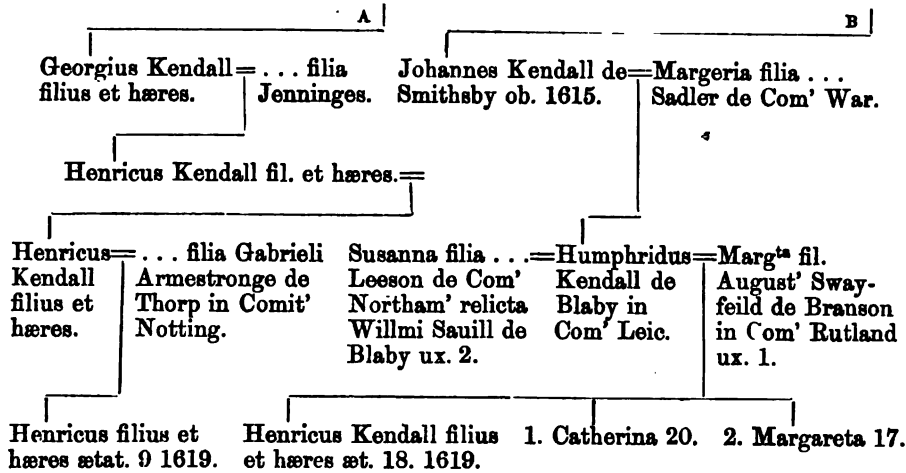 A
B
Georgius Kendall = . . . filia
filius et hæres. Jenninges.
Johannes Kendall de = Margeria filia . . .
Smithsby ob. 1615. Sadler de Com' War.
Henricus Kendall fil. et hæres. =
Henricus = . . . filia Gabrieli
Kendall Armestronge de
filius et Thorp in Comit'
hæres. Notting.
Susanna filia . . . = Humphridus = Marg^ta fil.
Leeson de Com' Kendall de August' Sway-
Northam' relicta Blaby in feild de Branson
Willmi Sauill de Com' Leic. in Com' Rutland
Blaby ux. 2. ux. 1.
Henricus filius et
hæres ætat. 9 1619.
Henricus Kendall filius
et hæres æt. 18. 1619.
1. Catherina 20. 2. Margareta 17.